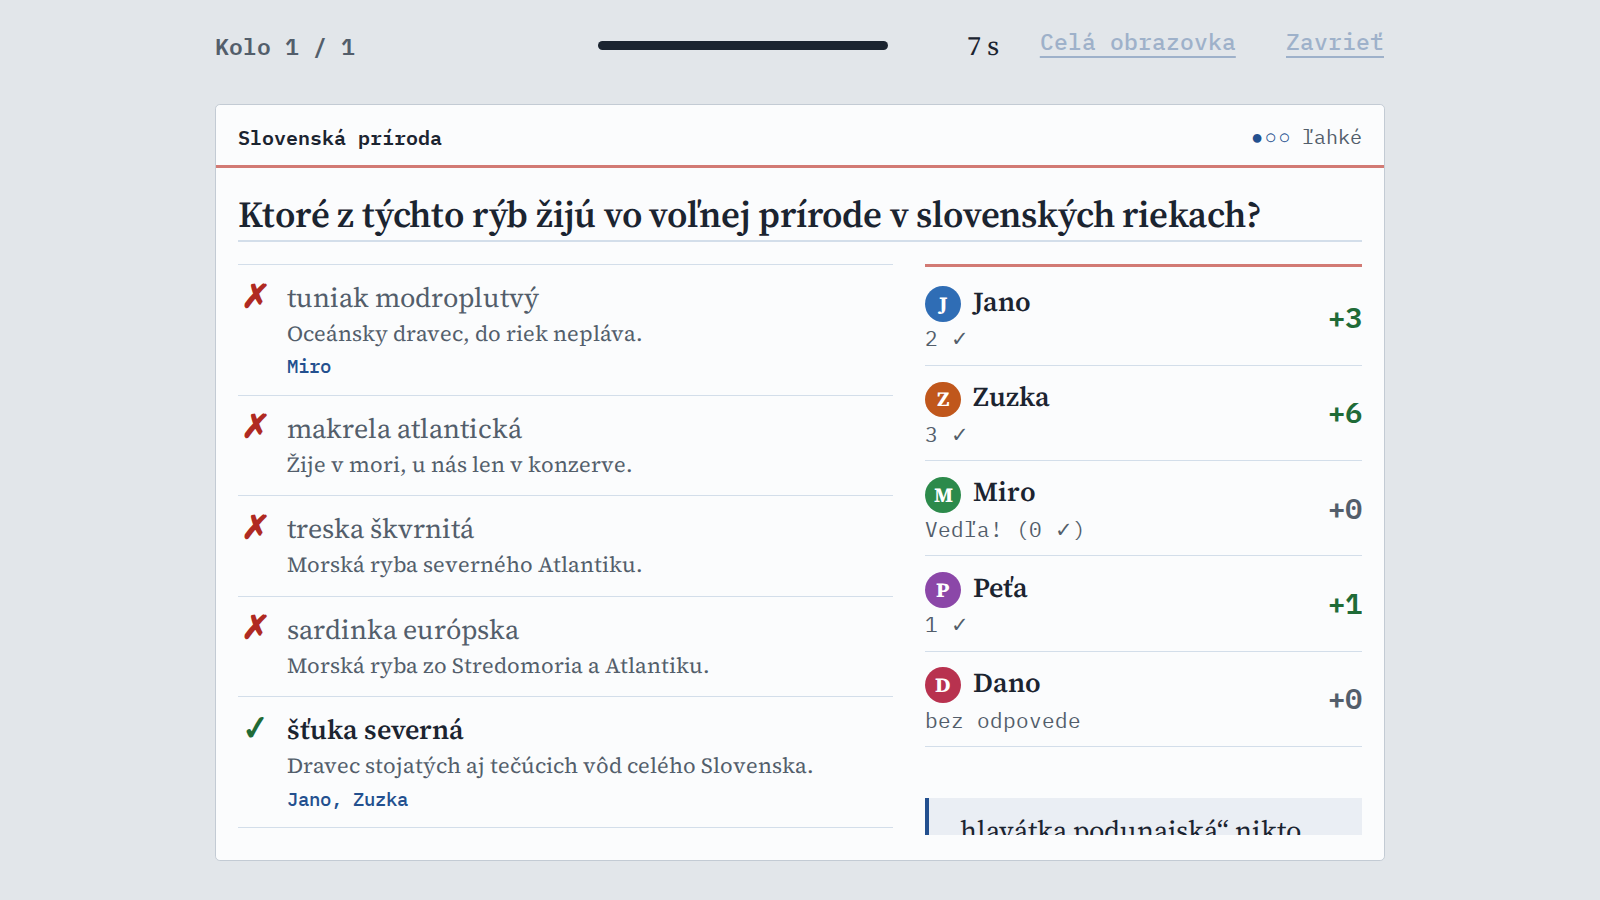 Kolo 1 / 1
7 s
Celá obrazovka
Zavrieť
Slovenská príroda
ľahké
Ktoré z týchto rýb žijú vo voľnej prírode v slovenských riekach?
✗ tuniak modroplutvý
Oceánsky dravec, do riek nepláva.
Miro
✗ makrela atlantická
Žije v mori, u nás len v konzerve.
✗ treska škvrnitá
Morská ryba severného Atlantiku.
✗ sardinka európska
Morská ryba zo Stredomoria a Atlantiku.
✓ šťuka severná
Dravec stojatých aj tečúcich vôd celého Slovenska.
Jano, Zuzka
J Jano
2 ✓
+3
Z Zuzka
3 ✓
+6
M Miro
Vedľa! (0 ✓)
+0
P Peťa
1 ✓
+1
D Dano
bez odpovede
+0
hlavátka podunajská“ nikto